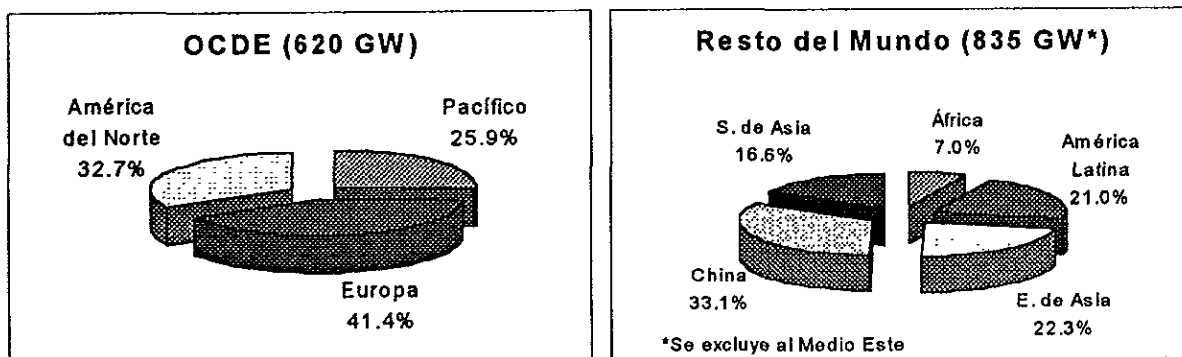 OCDE (620 GW)
América
del Norte
32.7%
Pacífico
25.9%
Europa
41.4%
Resto del Mundo (835 GW*)
S. de Asia
16.6%
África
7.0%
América
Latina
21.0%
China
33.1%
E. de Asia
22.3%
*Se excluye al Medio Este